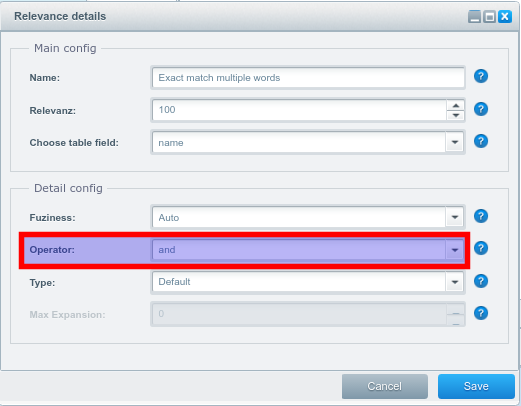 Relevance details
Main config
Name: Exact match multiple words ?
Relevanz: 100 ?
Choose table field: name ?
Detail config
Fuziness: Auto ?
Operator: and ?
Type: Default ?
Max Expansion: 0 ?
Cancel Save